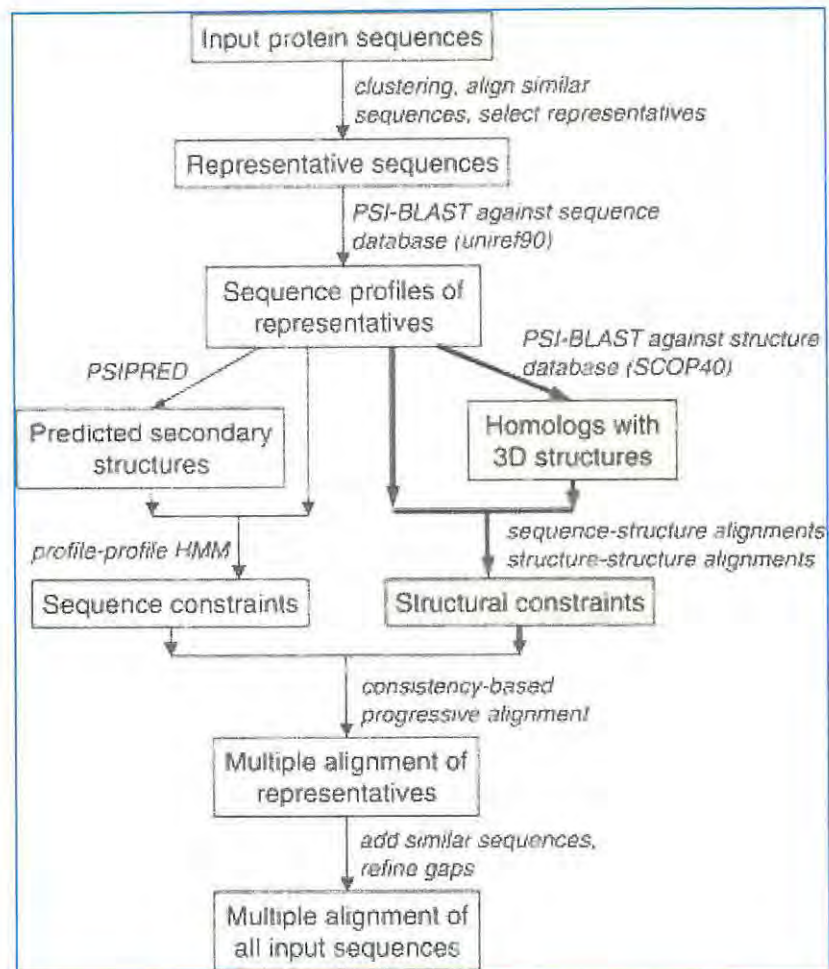 Input protein sequences
clustering, align similar
sequences, select representatives
Representative sequences
PSI-BLAST against sequence
database (uniref90)
Sequence profiles of
representatives
PSI-BLAST against structure
database (SCOP40)
PSIPRED
Predicted secondary
structures
Homologs with
3D structures
profile-profile HMM
sequence-structure alignments
structure-structure alignments
Sequence constraints
Structural constraints
consistency-based
progressive alignment
Multiple alignment of
representatives
add similar sequences,
refine gaps
Multiple alignment of
all input sequences